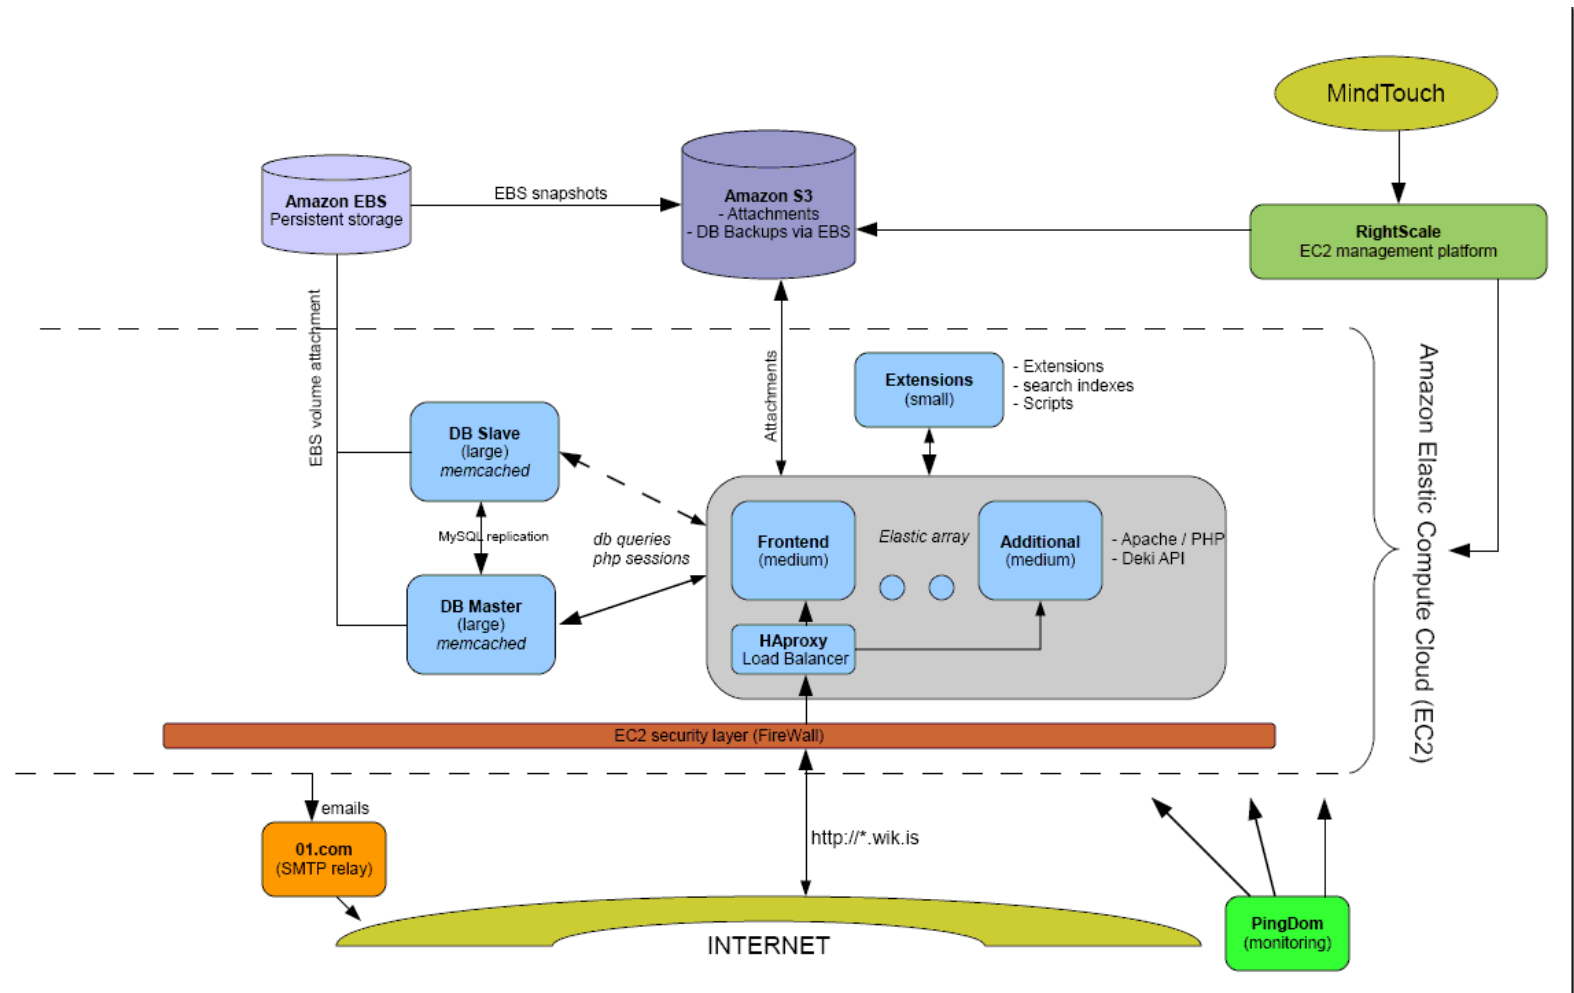 MindTouch
Amazon EBS
Persistent storage
EBS snapshots
Amazon S3
- Attachments
- DB Backups via EBS
RightScale
EC2 management platform
EBS volume attachment
Attachments
Extensions
(small)
- Extensions
- search indexes
- Scripts
Amazon Elastic Compute Cloud (EC2)
DB Slave
(large)
memcached
MySQL replication
db queries
php sessions
Frontend
(medium)
Elastic array
Additional
(medium)
- Apache / PHP
- Deki API
DB Master
(large)
memcached
HAproxy
Load Balancer
EC2 security layer (FireWall)
emails
01.com
(SMTP relay)
http://*.wik.is
INTERNET
PingDom
(monitoring)